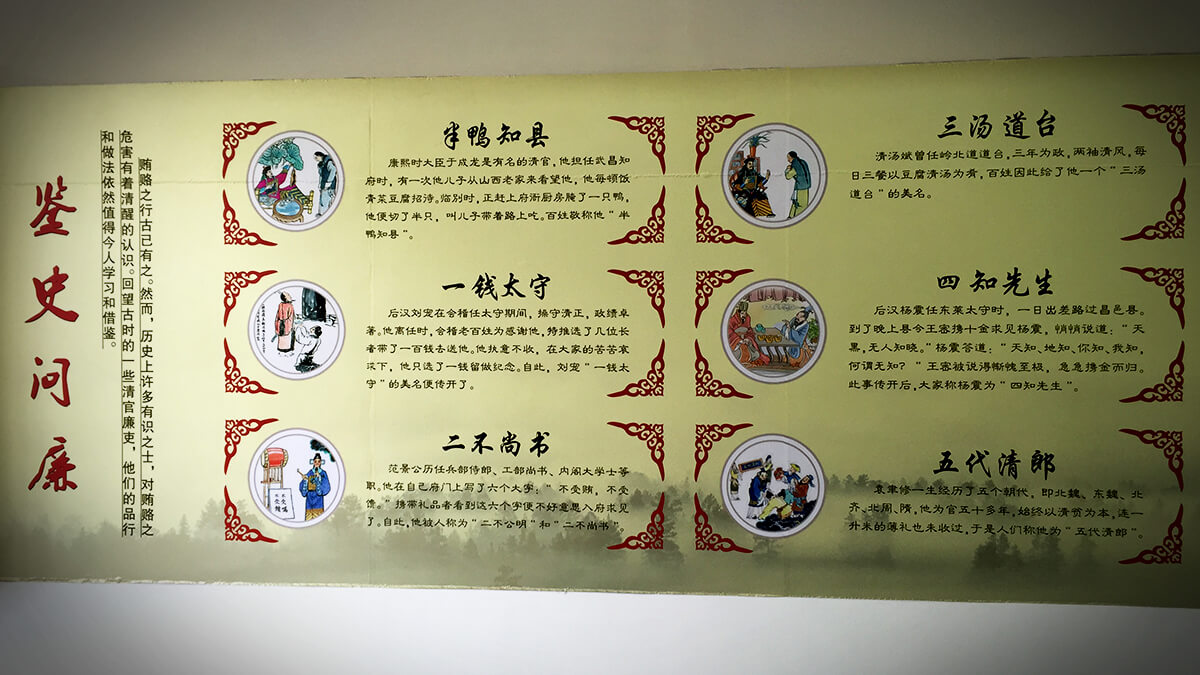 鉴史问廉
贿赂之行古已有之。然而，历史上许多有识之士，对贿赂之
危害有着清醒的认识。回望古时的一些清官廉吏，他们的品行
和做法依然值得今人学习和借鉴。
半鸭知县
康熙时大臣于成龙是有名的清官，他担任武昌知
府时，有一次他儿子从山西老家来看望他，他每顿饭
青菜豆腐招待。临别时，正赶上府衙厨房腌了一只鸭，
他便切了半只，叫儿子带着路上吃。百姓敬称他“半
鸭知县”。
一钱太守
后汉刘宠在会稽任太守期间，操守清正，政绩卓
著。他离任时，会稽老百姓为感谢他，特推选了几位长
者带了一百钱去送他。他执意不收，在大家的苦苦哀
求下，他只选了一钱留做纪念。自此，刘宠“一钱太
守”的美名便传开了。
二不尚书
范景公历任兵部侍郎、工部尚书、内阁大学士等
职。他在自己府门上写了六个大字：“不受贿，不受
馈。”携带礼品者看到这六个字便不好意思入府求见
了。自此，他被人称为“二不公明”和“二不尚书”。
不受馈
不受贿
三汤道台
清汤斌曾任岭北道道台，三年为政，两袖清风，每
日三餐以豆腐清汤为肴，百姓因此给了他一个“三汤
道台”的美名。
四知先生
后汉杨震任东莱太守时，一日出差路过昌邑县。
到了晚上县令王密携十金求见杨震，悄悄说道：“天
黑，无人知晓。”杨震答道：“天知、地知、你知、我知，
何谓无知？”王密被说得惭愧至极，急急携金而归。
此事传开后，大家称杨震为“四知先生”。
五代清郎
袁聿修一生经历了五个朝代，即北魏、东魏、北
齐、北周、隋，他为官五十多年，始终以清贫为本，连一
升米的薄礼也未收过，于是人们称他为“五代清郎”。